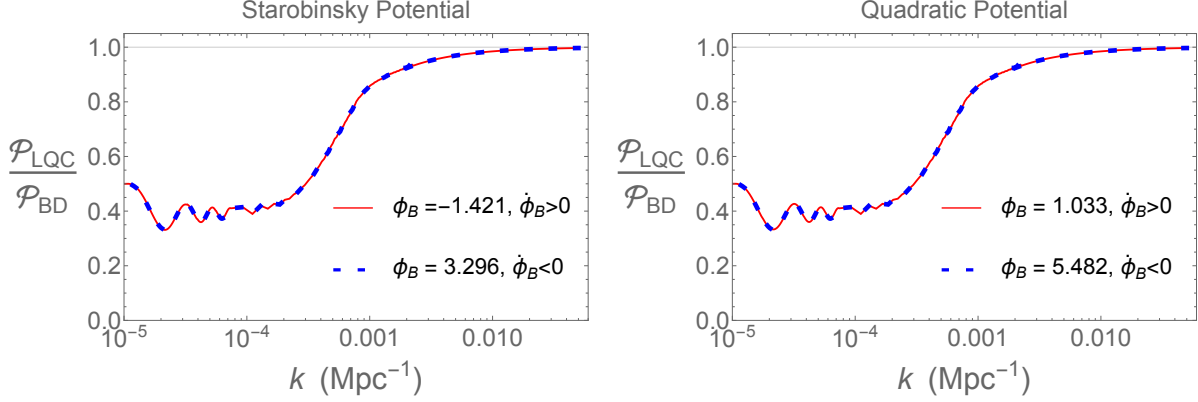 Starobinsky Potential
1.0
0.8
0.6
0.4
0.2
0.0
𝒫LQC
𝒫BD
ϕB =−1.421, ϕ̇B>0
ϕB = 3.296, ϕ̇B<0
10⁻⁵
10⁻⁴
0.001
0.010
k (Mpc⁻¹)
Quadratic Potential
1.0
0.8
0.6
0.4
0.2
0.0
𝒫LQC
𝒫BD
ϕB = 1.033, ϕ̇B>0
ϕB = 5.482, ϕ̇B<0
10⁻⁵
10⁻⁴
0.001
0.010
k (Mpc⁻¹)